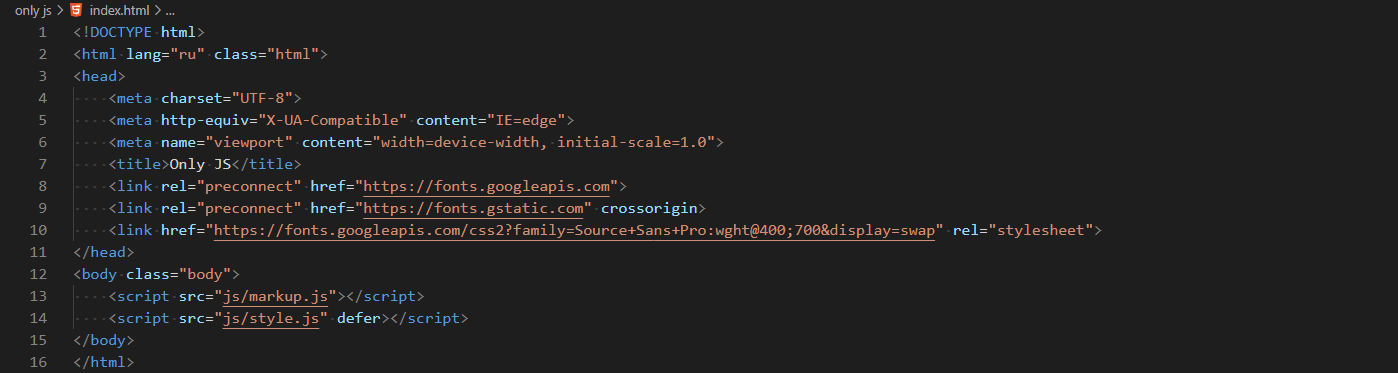 only js > index.html > ...
1 <!DOCTYPE html>
2 <html lang="ru" class="html">
3 <head>
4     <meta charset="UTF-8">
5     <meta http-equiv="X-UA-Compatible" content="IE=edge">
6     <meta name="viewport" content="width=device-width, initial-scale=1.0">
7     <title>Only JS</title>
8     <link rel="preconnect" href="https://fonts.googleapis.com">
9     <link rel="preconnect" href="https://fonts.gstatic.com" crossorigin>
10     <link href="https://fonts.googleapis.com/css2?family=Source+Sans+Pro:wght@400;700&display=swap" rel="stylesheet">
11 </head>
12 <body class="body">
13     <script src="js/markup.js"></script>
14     <script src="js/style.js" defer></script>
15 </body>
16 </html>